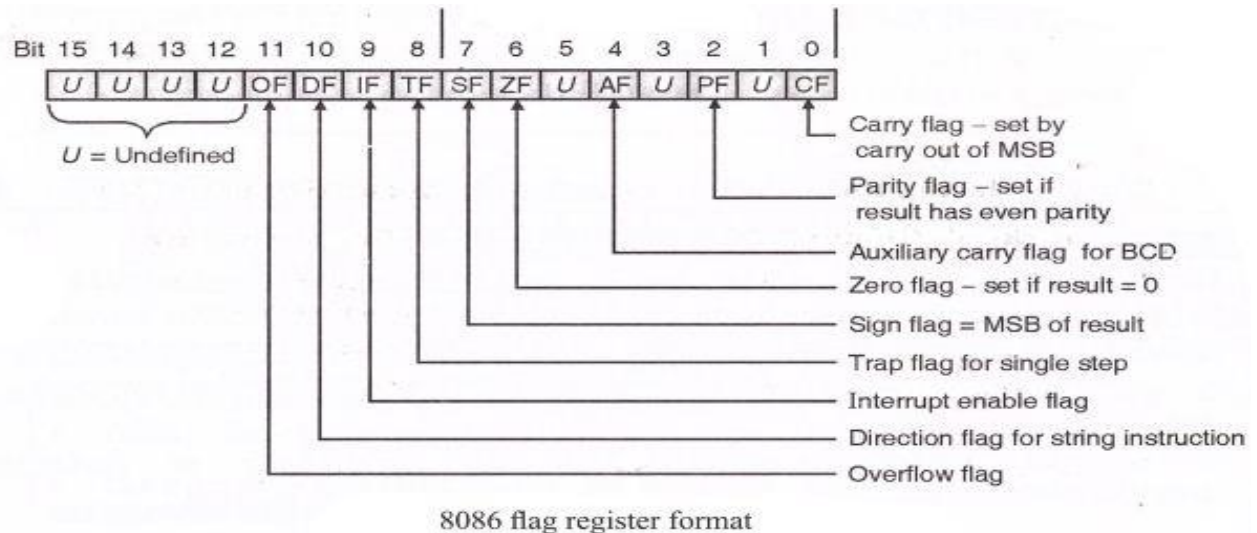 Bit 15 14 13 12 11 10 9 8 7 6 5 4 3 2 1 0
U U U U OF DF IF TF SF ZF U AF U PF U CF
U = Undefined
Carry flag – set by
carry out of MSB
Parity flag – set if
result has even parity
Auxiliary carry flag for BCD
Zero flag – set if result = 0
Sign flag = MSB of result
Trap flag for single step
Interrupt enable flag
Direction flag for string instruction
Overflow flag
8086 flag register format